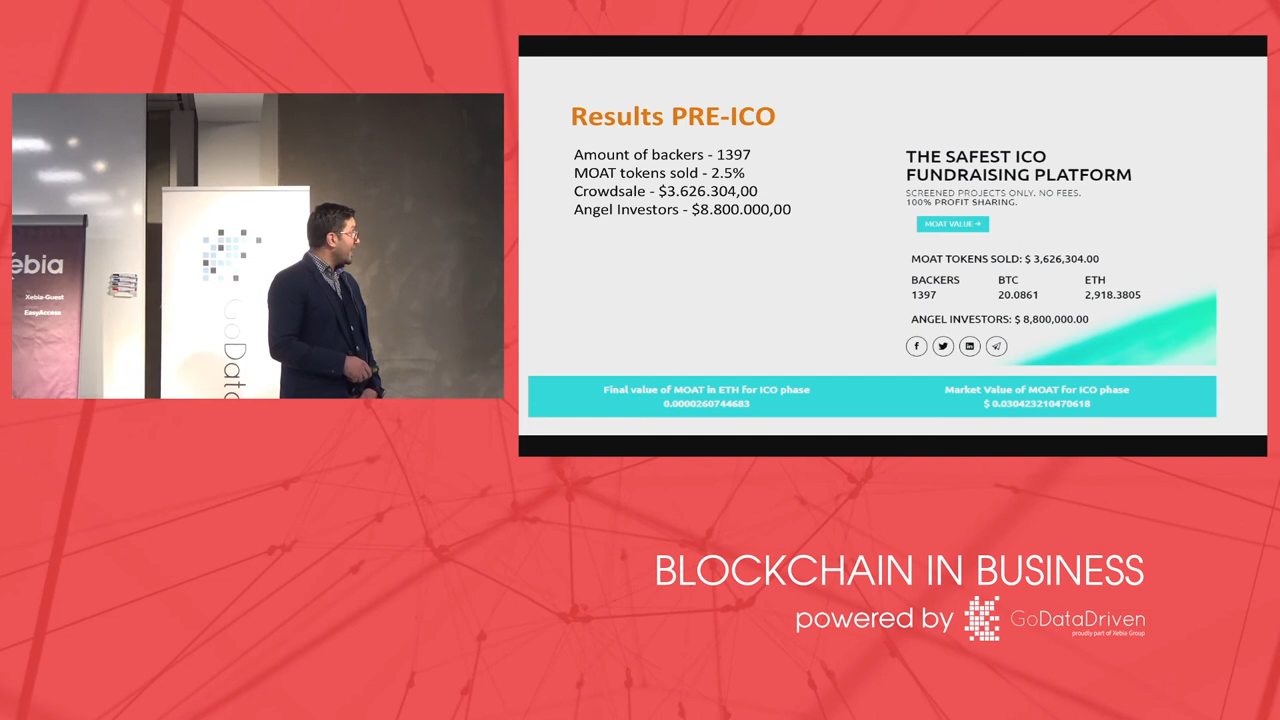 ebia
Xebia-Guest
EasyAccess
GoData
Results PRE-ICO
Amount of backers - 1397
MOAT tokens sold - 2.5%
Crowdsale - $3.626.304,00
Angel Investors - $8.800.000,00
THE SAFEST ICO
FUNDRAISING PLATFORM
SCREENED PROJECTS ONLY. NO FEES.
100% PROFIT SHARING.
MOAT VALUE →
MOAT TOKENS SOLD: $ 3,626,304.00
BACKERS BTC ETH
1397 20.0861 2,918.3805
ANGEL INVESTORS: $ 8,800,000.00
Final value of MOAT in ETH for ICO phase
0.0000260744683
Market Value of MOAT for ICO phase
$ 0.030423210470618
BLOCKCHAIN IN BUSINESS
powered by GoDataDriven
proudly part of Xebia Group